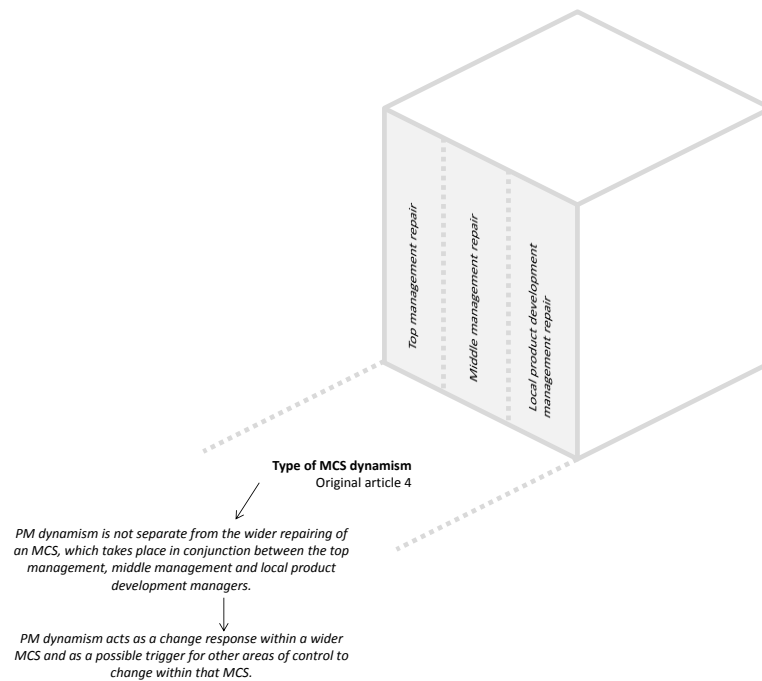 Top management repair
Middle management repair
Local product development
management repair
Type of MCS dynamism
Original article 4
PM dynamism is not separate from the wider repairing of
an MCS, which takes place in conjunction between the top
management, middle management and local product
development managers.
PM dynamism acts as a change response within a wider
MCS and as a possible trigger for other areas of control to
change within that MCS.